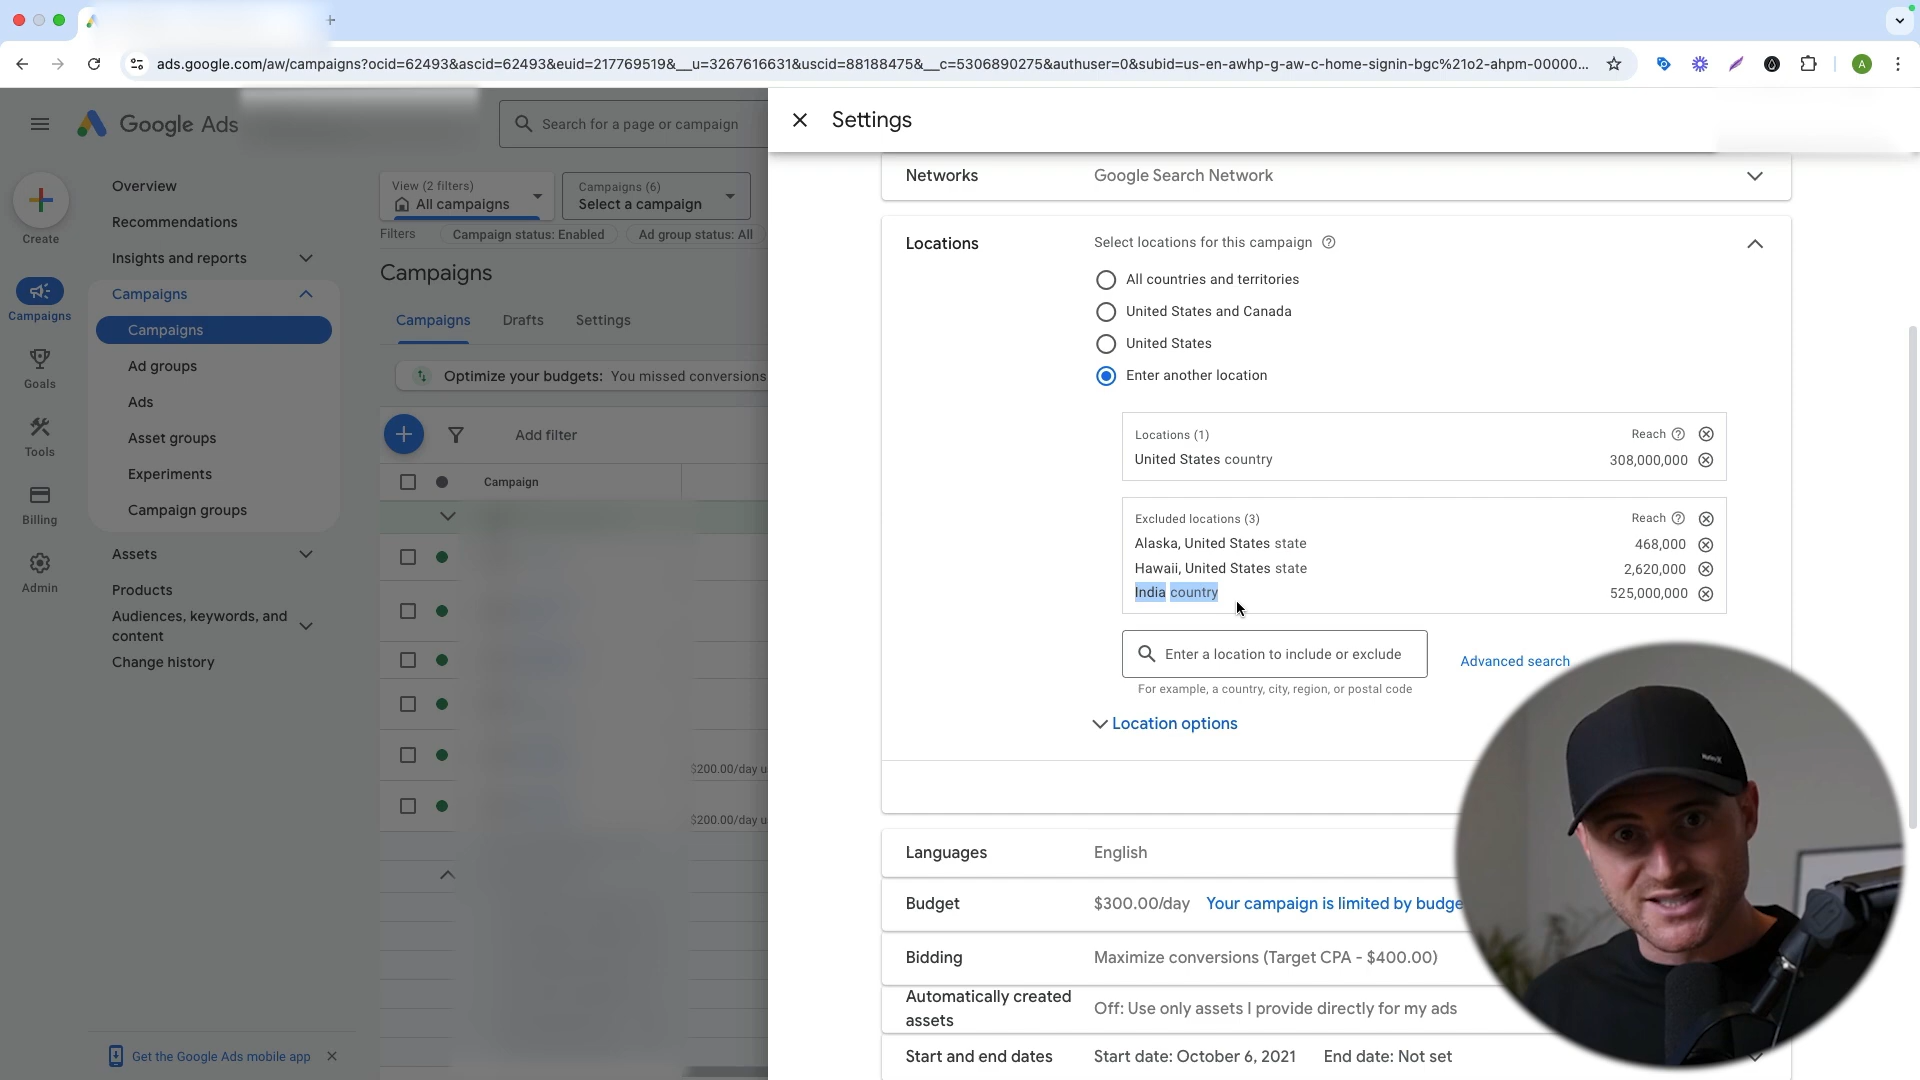 ads.google.com/aw/campaigns?ocid=62493&ascid=62493&euid=217769519&__u=3267616631&uscid=88188475&__c=5306890275&authuser=0&subid=us-en-awhp-g-aw-c-home-signin-bgc%21o2-ahpm-00000...
A
Google Ads
Search for a page or campaign
Settings
Create
Campaigns
Goals
Tools
Billing
Admin
Overview
Recommendations
Insights and reports
Campaigns
Campaigns
Ad groups
Ads
Asset groups
Experiments
Campaign groups
Assets
Products
Audiences, keywords, and
content
Change history
Get the Google Ads mobile app
View (2 filters)
All campaigns
Campaigns (6)
Select a campaign
Filters
Campaign status: Enabled
Ad group status: All
Campaigns
Campaigns
Drafts
Settings
Optimize your budgets: You missed conversions
Add filter
Campaign
$200.00/day u
$200.00/day u
Networks
Google Search Network
Locations
Select locations for this campaign
All countries and territories
United States and Canada
United States
Enter another location
Locations (1)
Reach
United States country
308,000,000
Excluded locations (3)
Reach
Alaska, United States state
468,000
Hawaii, United States state
2,620,000
India country
525,000,000
Enter a location to include or exclude
Advanced search
For example, a country, city, region, or postal code
Location options
Languages
English
Budget
$300.00/day
Your campaign is limited by budge
Bidding
Maximize conversions (Target CPA - $400.00)
Automatically created
assets
Off: Use only assets I provide directly for my ads
Start and end dates
Start date: October 6, 2021
End date: Not set